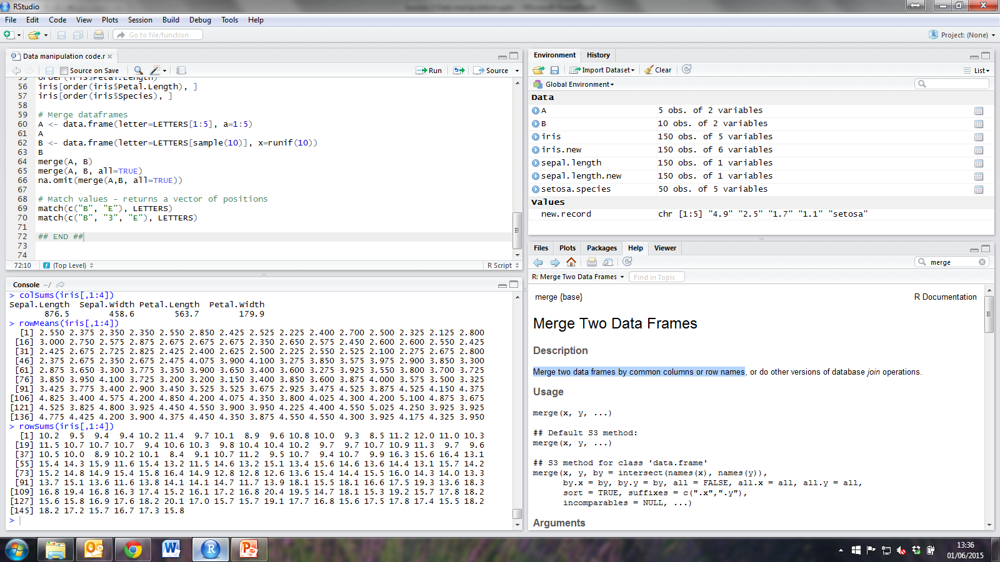 RStudio
File Edit Code View Plots Session Build Debug Tools Help
Go to file/function
Project: (None)
Data manipulation code.r
Source on Save
Run
Source
55 order(iris$Petal.Length)
56 iris[order(iris$Petal.Length), ]
57 iris[order(iris$Species), ]
58
59 # Merge dataframes
60 A <- data.frame(letter=LETTERS[1:5], a=1:5)
61 A
62 B <- data.frame(letter=LETTERS[sample(10)], x=runif(10))
63 B
64 merge(A, B)
65 merge(A, B, all=TRUE)
66 na.omit(merge(A,B, all=TRUE))
67
68 # Match values - returns a vector of positions
69 match(c("B", "E"), LETTERS)
70 match(c("B", "3", "E"), LETTERS)
71
72 ## END ##
73
74
72:10 (Top Level) R Script
Console ~/
> colSums(iris[,1:4])
Sepal.Length Sepal.Width Petal.Length Petal.Width
876.5 458.6 563.7 179.9
> rowMeans(iris[,1:4])
[1] 2.550 2.375 2.350 2.350 2.550 2.850 2.425 2.525 2.225 2.400 2.700 2.500 2.325 2.125 2.800
[16] 3.000 2.750 2.575 2.875 2.675 2.675 2.675 2.350 2.650 2.575 2.450 2.600 2.600 2.550 2.425
[31] 2.425 2.675 2.725 2.825 2.425 2.400 2.625 2.500 2.225 2.550 2.525 2.100 2.275 2.675 2.800
[46] 2.375 2.675 2.350 2.675 2.475 4.075 3.900 4.100 3.275 3.850 3.575 3.975 2.900 3.850 3.300
[61] 2.875 3.650 3.300 3.775 3.350 3.900 3.650 3.400 3.600 3.275 3.925 3.550 3.800 3.700 3.725
[76] 3.850 3.950 4.100 3.725 3.200 3.200 3.150 3.400 3.850 3.600 3.875 4.000 3.575 3.500 3.325
[91] 3.425 3.775 3.400 2.900 3.450 3.525 3.525 3.675 2.925 3.475 4.525 3.875 4.525 4.150 4.375
[106] 4.825 3.400 4.575 4.200 4.850 4.200 4.075 4.350 3.800 4.025 4.300 4.200 5.100 4.875 3.675
[121] 4.525 3.825 4.800 3.925 4.450 4.550 3.900 3.950 4.225 4.400 4.550 5.025 4.250 3.925 3.925
[136] 4.775 4.425 4.200 3.900 4.375 4.450 4.350 3.875 4.550 4.550 4.300 3.925 4.175 4.325 3.950
> rowSums(iris[,1:4])
[1] 10.2 9.5 9.4 9.4 10.2 11.4 9.7 10.1 8.9 9.6 10.8 10.0 9.3 8.5 11.2 12.0 11.0 10.3
[19] 11.5 10.7 10.7 10.7 9.4 10.6 10.3 9.8 10.4 10.4 10.2 9.7 9.7 10.7 10.9 11.3 9.7 9.6
[37] 10.5 10.0 8.9 10.2 10.1 8.4 9.1 10.7 11.2 9.5 10.7 9.4 10.7 9.9 16.3 15.6 16.4 13.1
[55] 15.4 14.3 15.9 11.6 15.4 13.2 11.5 14.6 13.2 15.1 13.4 15.6 14.6 13.6 14.4 13.1 15.7 14.2
[73] 15.2 14.8 14.9 15.4 15.8 16.4 14.9 12.8 12.8 12.6 13.6 15.4 14.4 15.5 16.0 14.3 14.0 13.3
[91] 13.7 15.1 13.6 11.6 13.8 14.1 14.1 14.7 11.7 13.9 18.1 15.5 18.1 16.6 17.5 19.3 13.6 18.3
[109] 16.8 19.4 16.8 16.3 17.4 15.2 16.1 17.2 16.8 20.4 19.5 14.7 18.1 15.3 19.2 15.7 17.8 18.2
[127] 15.6 15.8 16.9 17.6 18.2 20.1 17.0 15.7 15.7 19.1 17.7 16.8 15.6 17.5 17.8 17.4 15.5 18.2
[145] 18.2 17.2 15.7 16.7 17.3 15.8
>
Environment History
Import Dataset Clear List
Global Environment
Data
A 5 obs. of 2 variables
B 10 obs. of 2 variables
iris 150 obs. of 5 variables
iris.new 150 obs. of 6 variables
sepal.length 150 obs. of 1 variables
sepal.length.new 150 obs. of 1 variables
setosa.species 50 obs. of 5 variables
Values
new.record chr [1:5] "4.9" "2.5" "1.7" "1.1" "setosa"
Files Plots Packages Help Viewer
merge
R: Merge Two Data Frames Find in Topic
merge {base} R Documentation
Merge Two Data Frames
Description
Merge two data frames by common columns or row names, or do other versions of database join operations.
Usage
merge(x, y, ...)
## Default S3 method:
merge(x, y, ...)
## S3 method for class 'data.frame'
merge(x, y, by = intersect(names(x), names(y)),
by.x = by, by.y = by, all = FALSE, all.x = all, all.y = all,
sort = TRUE, suffixes = c(".x",".y"),
incomparables = NULL, ...)
Arguments
13:36
01/06/2015